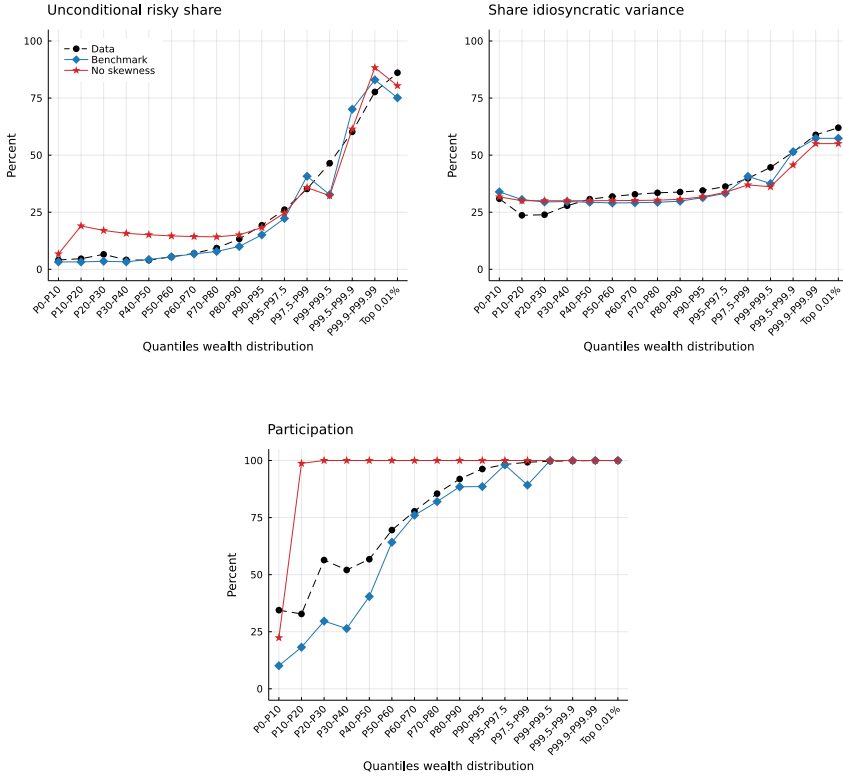 Unconditional risky share
Percent
100
75
50
25
0
Data
Benchmark
No skewness
P0-P10
P10-P20
P20-P30
P30-P40
P40-P50
P50-P60
P60-P70
P70-P80
P80-P90
P90-P95
P95-P97.5
P97.5-P99
P99-P99.5
P99.5-P99.9
P99.9-P99.99
Top 0.01%
Quantiles wealth distribution
Share idiosyncratic variance
Percent
100
75
50
25
0
P0-P10
P10-P20
P20-P30
P30-P40
P40-P50
P50-P60
P60-P70
P70-P80
P80-P90
P90-P95
P95-P97.5
P97.5-P99
P99-P99.5
P99.5-P99.9
P99.9-P99.99
Top 0.01%
Quantiles wealth distribution
Participation
Percent
100
75
50
25
0
P0-P10
P10-P20
P20-P30
P30-P40
P40-P50
P50-P60
P60-P70
P70-P80
P80-P90
P90-P95
P95-P97.5
P97.5-P99
P99-P99.5
P99.5-P99.9
P99.9-P99.99
Top 0.01%
Quantiles wealth distribution